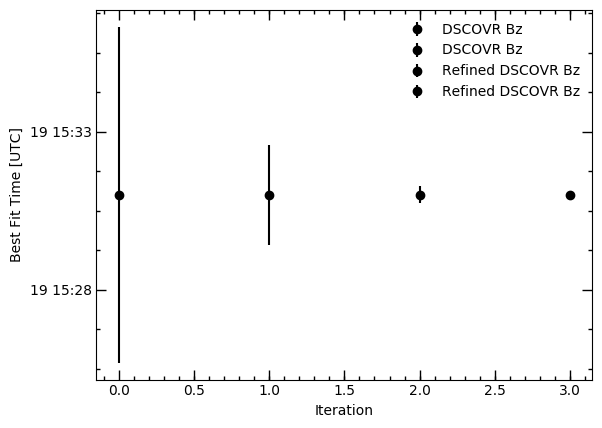 DSCOVR Bz
DSCOVR Bz
Refined DSCOVR Bz
Refined DSCOVR Bz
Best Fit Time [UTC]
19 15:33
19 15:28
0.0 0.5 1.0 1.5 2.0 2.5 3.0
Iteration